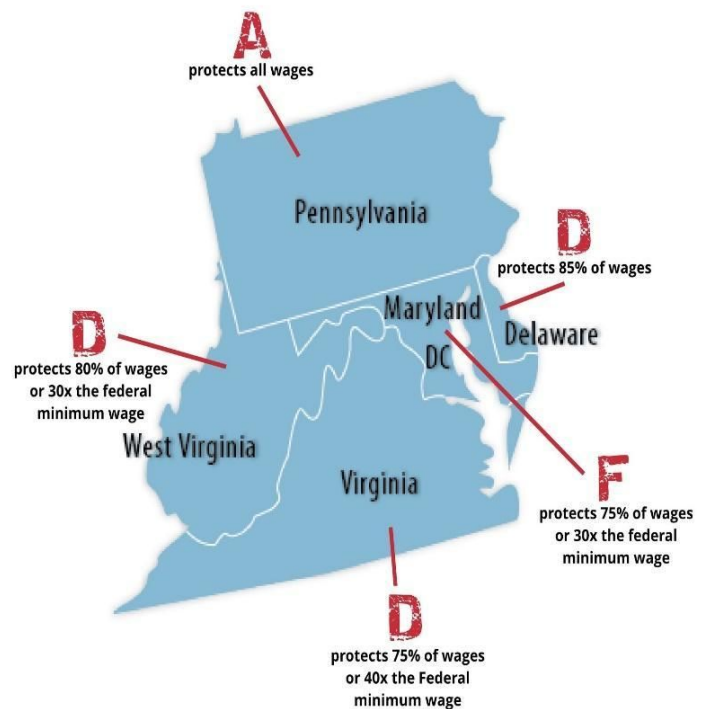 A
protects all wages
Pennsylvania
D
protects 85% of wages
Maryland
Delaware
DC
D
protects 80% of wages
or 30x the federal
minimum wage
West Virginia
Virginia
F
protects 75% of wages
or 30x the federal
minimum wage
D
protects 75% of wages
or 40x the Federal
minimum wage